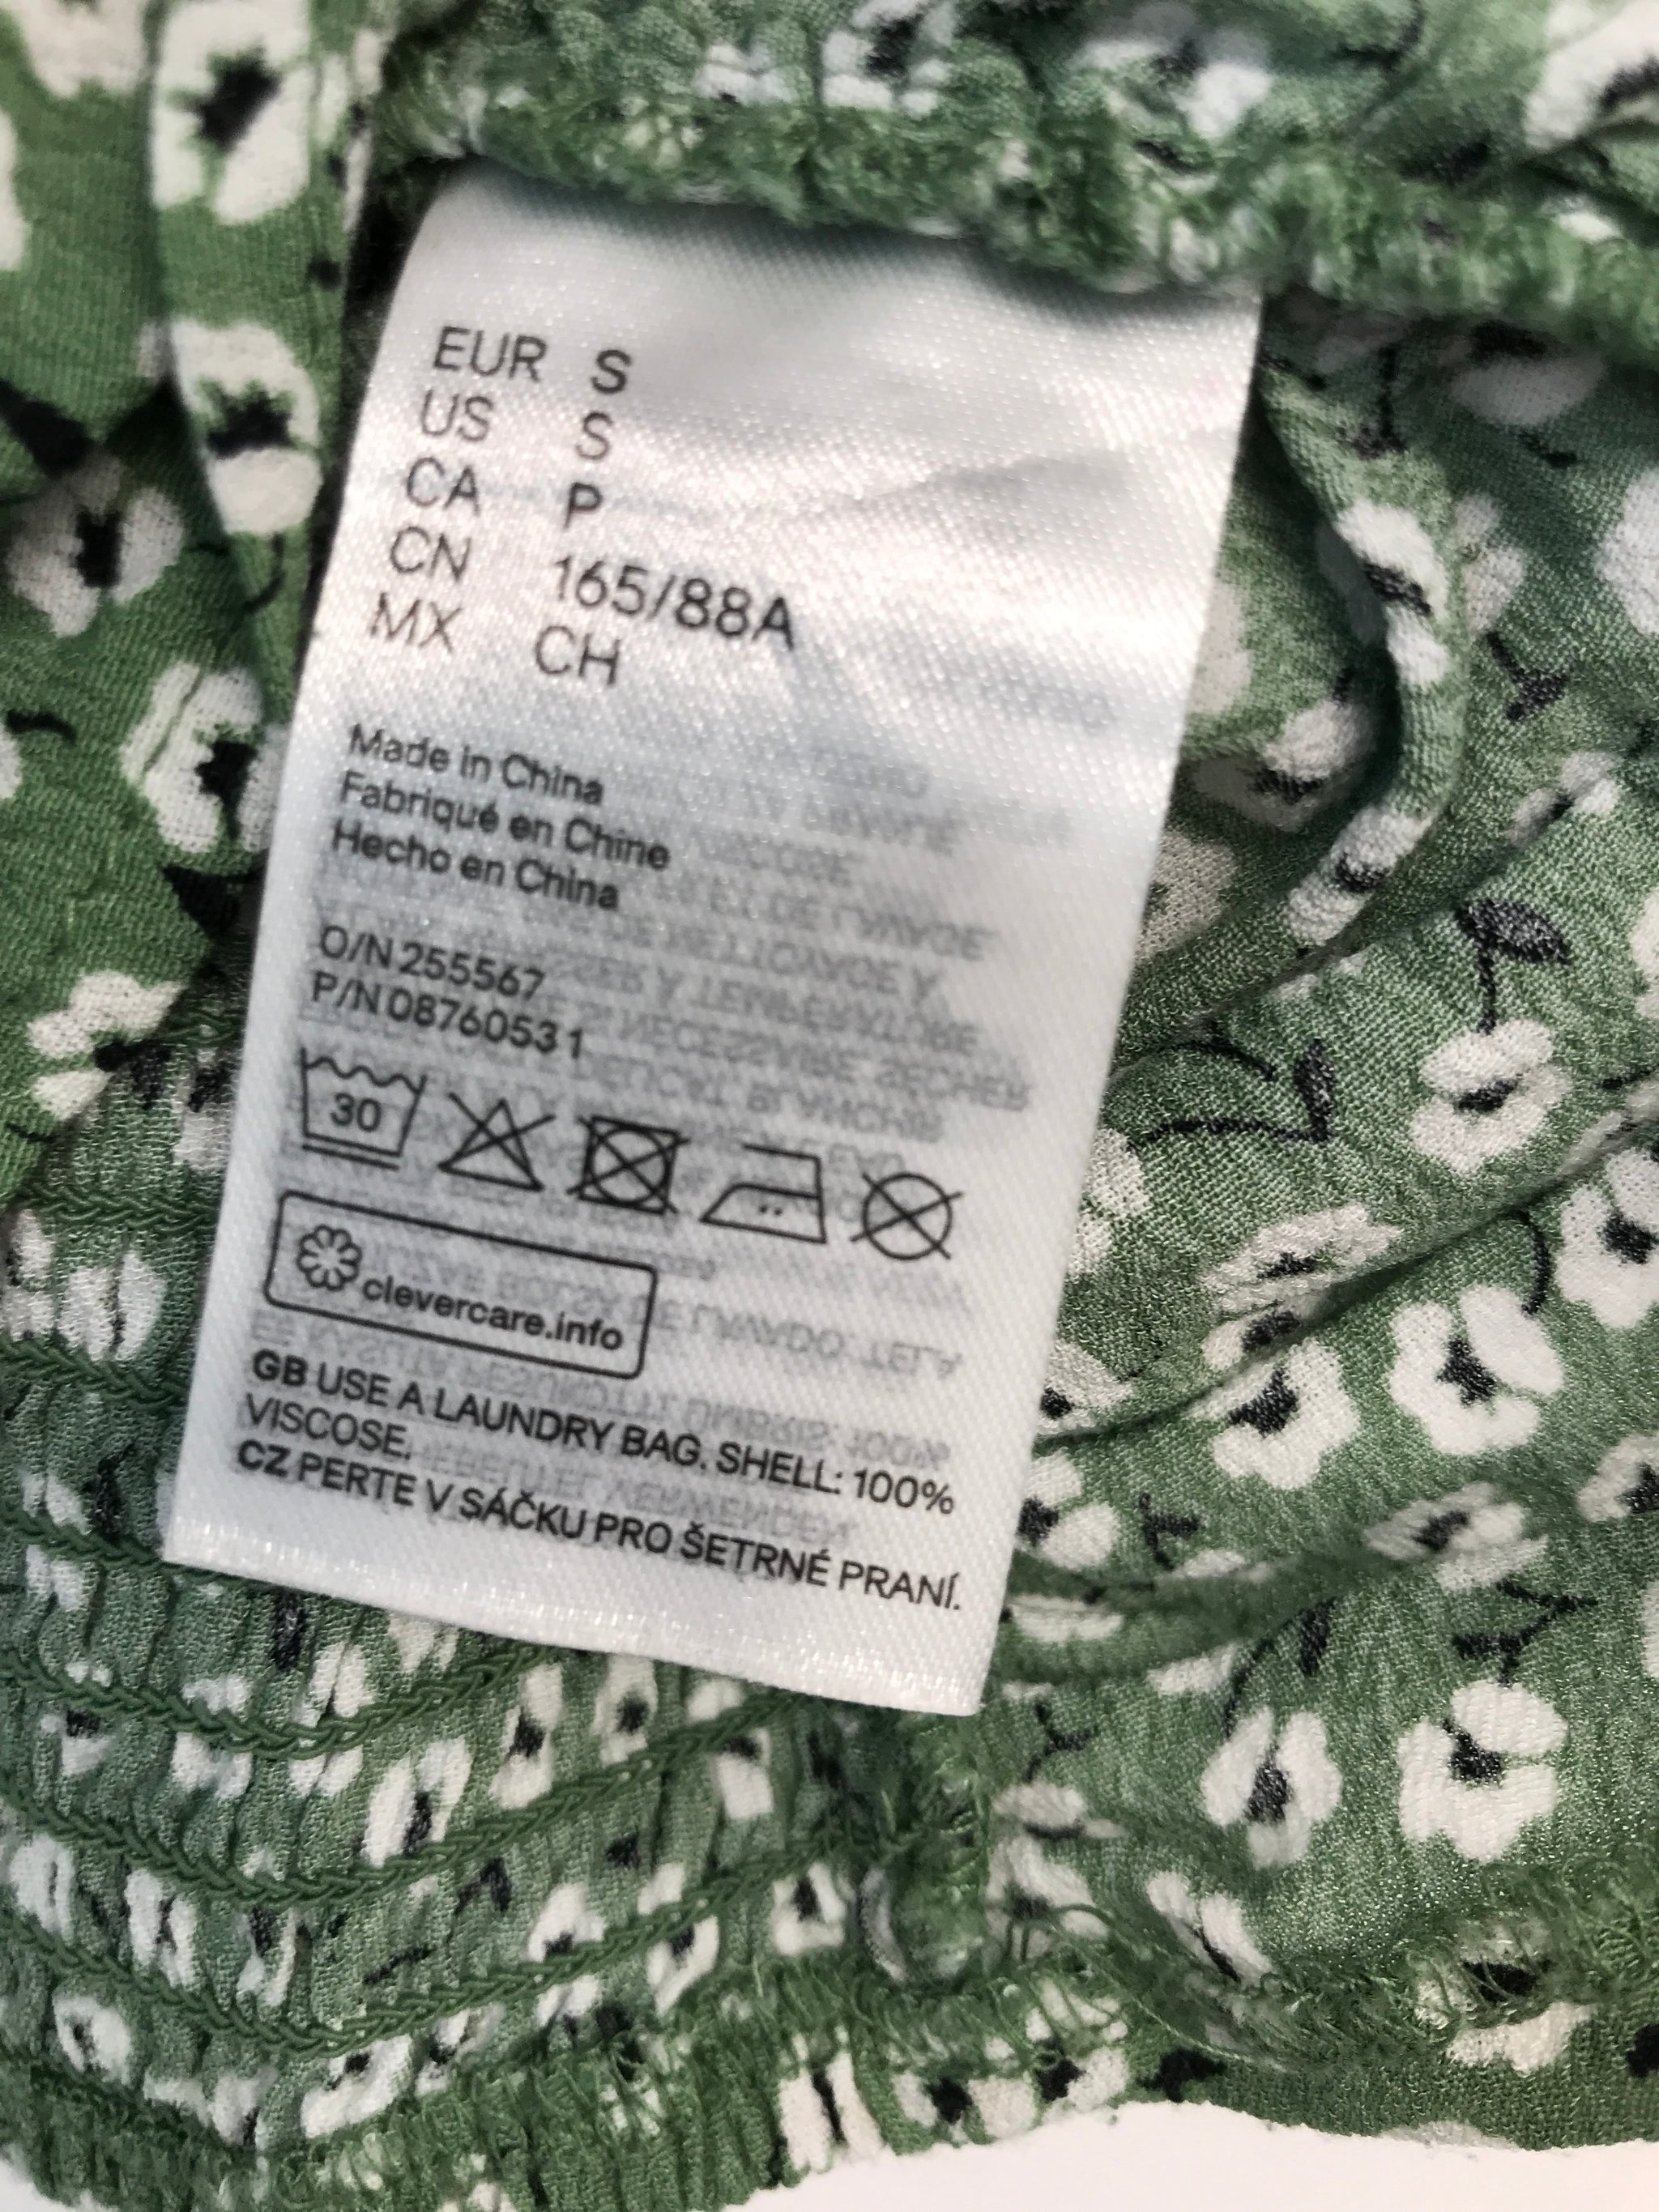 EUR S
US S
CA P
CN 165/88A
MX CH
Made in China
Fabriqué en Chine
Hecho en China
O/N 255567
P/N 08760531
30
clevercare.info
GB USE A LAUNDRY BAG. SHELL: 100%
VISCOSE.
CZ PERTE V SÁČKU PRO ŠETRNÉ PRANÍ.